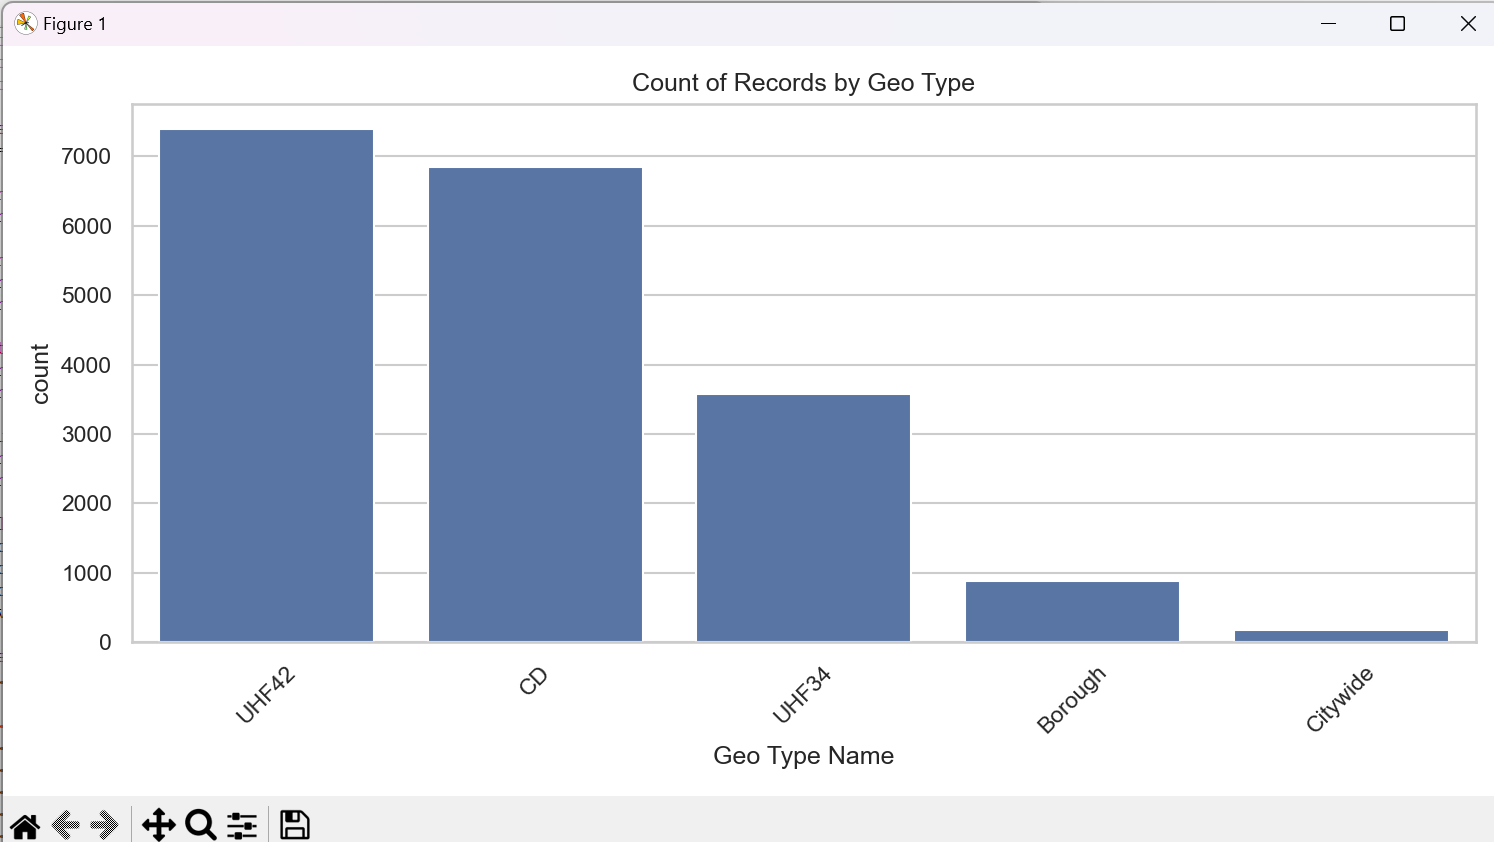 Figure 1
Count of Records by Geo Type
7000
6000
5000
4000
3000
2000
1000
0
count
UHF42
CD
UHF34
Borough
Citywide
Geo Type Name